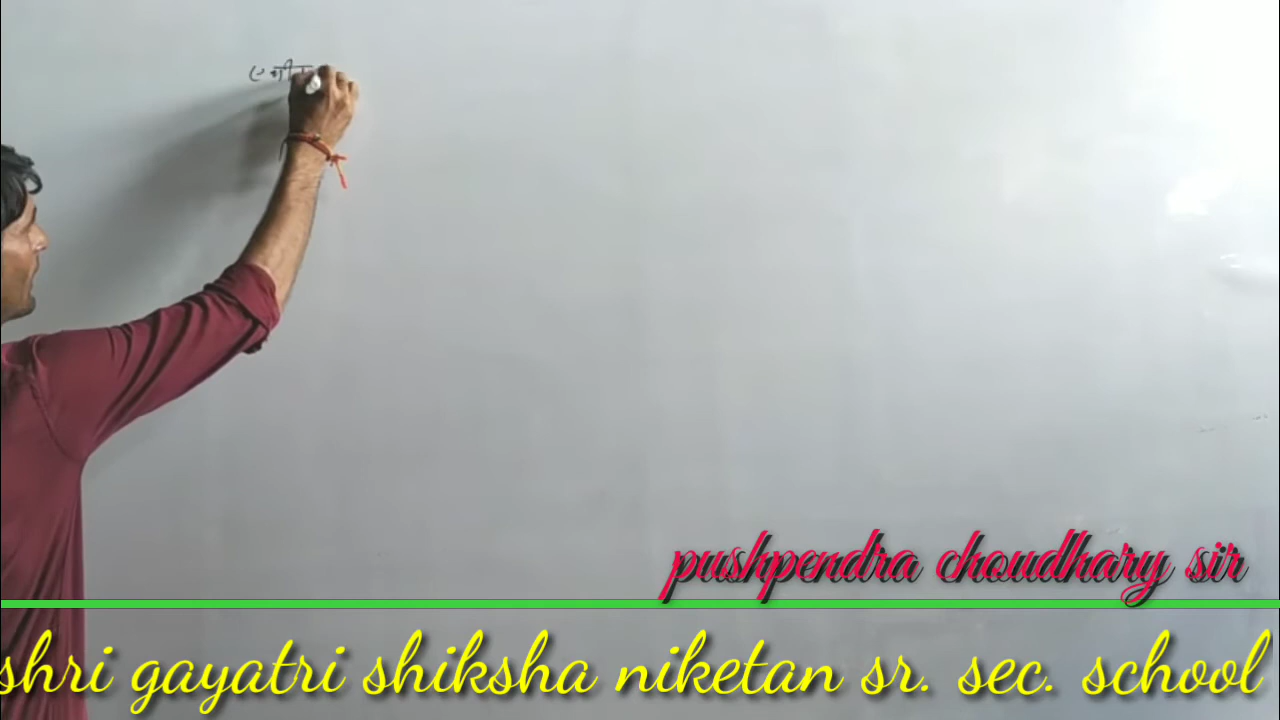 pushpendra choudhary sir
shri gayatri shiksha niketan sr. sec. school